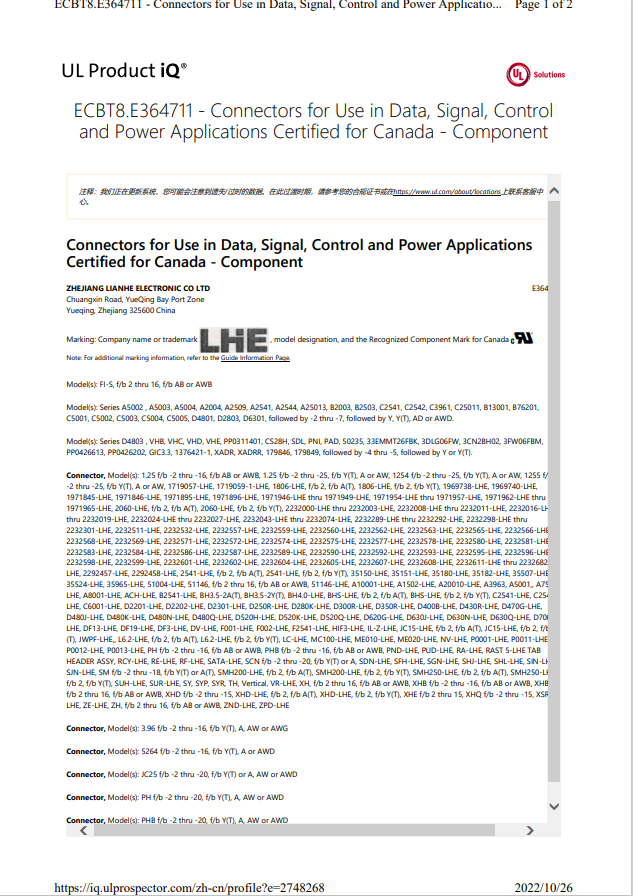 ECBT8.E364711 - Connectors for Use in Data, Signal, Control and Power Applicatio... Page 1 of 2
UL Product iQ®
UL Solutions
ECBT8.E364711 - Connectors for Use in Data, Signal, Control
and Power Applications Certified for Canada - Component
注释：我们正在更新系统，您可能会注意到遗失/过时的数据。在此过渡时期，请参考您的合规证书或在https://www.ul.com/about/locations上联系客服中
心。
Connectors for Use in Data, Signal, Control and Power Applications
Certified for Canada - Component
ZHEJIANG LIANHE ELECTRONIC CO LTD E364
Chuangxin Road, YueQing Bay Port Zone
Yueqing, Zhejiang 325600 China
Marking: Company name or trademark LHE , model designation, and the Recognized Component Mark for Canada
Note: For additional marking information, refer to the Guide Information Page.
Model(s): FI-S, f/b 2 thru 16, f/b AB or AWB
Model(s): Series A5002 , A5003, A5004, A2004, A2509, A2541, A2544, A25013, B2003, B2503, C2541, C2542, C3961, C25011, B13001, B76201,
C5001, C5002, C5003, C5004, C5005, D4801, D2803, D6301, followed by -2 thru -7, followed by Y, Y(T), AD or AWD.
Model(s): Series D4803 , VHB, VHC, VHD, VHE, PP0311401, CS28H, SDL, PNI, PAD, 50235, 33EMMT26FBK, 3DLG06FW, 3CN2BH02, 3FW06FBM,
PP0426613, PP0426202, GIC3.3, 1376421-1, XADR, XADRR, 179846, 179849, followed by -4 thru -5, followed by Y or Y(T).
Connector, Model(s): 1.25 f/b -2 thru -16, f/b AB or AWB, 1.25 f/b -2 thru -25, f/b Y(T), A or AW, 1254 f/b -2 thru -25, f/b Y(T), A or AW, 1255 f/
-2 thru -25, f/b Y(T), A or AW, 1719057-LHE, 1719059-1-LHE, 1806-LHE, f/b 2, f/b A(T), 1806-LHE, f/b 2, f/b Y(T), 1969738-LHE, 1969740-LHE,
1971845-LHE, 1971846-LHE, 1971895-LHE, 1971896-LHE, 1971946-LHE thru 1971949-LHE, 1971954-LHE thru 1971957-LHE, 1971962-LHE thru
1971965-LHE, 2060-LHE, f/b 2, f/b A(T), 2060-LHE, f/b 2, f/b Y(T), 2232000-LHE thru 2232003-LHE, 2232008-LHE thru 2232011-LHE, 2232016-LH
thru 2232019-LHE, 2232024-LHE thru 2232027-LHE, 2232043-LHE thru 2232074-LHE, 2232289-LHE thru 2232292-LHE, 2232298-LHE thru
2232301-LHE, 2232511-LHE, 2232532-LHE, 2232557-LHE, 2232559-LHE, 2232560-LHE, 2232562-LHE, 2232563-LHE, 2232565-LHE, 2232566-LHE
2232568-LHE, 2232569-LHE, 2232571-LHE, 2232572-LHE, 2232574-LHE, 2232575-LHE, 2232577-LHE, 2232578-LHE, 2232580-LHE, 2232581-LHE
2232583-LHE, 2232584-LHE, 2232586-LHE, 2232587-LHE, 2232589-LHE, 2232590-LHE, 2232592-LHE, 2232593-LHE, 2232595-LHE, 2232596-LHE
2232598-LHE, 2232599-LHE, 2232601-LHE, 2232602-LHE, 2232604-LHE, 2232605-LHE, 2232607-LHE, 2232608-LHE, 2232611-LHE thru 2232682
LHE, 2292457-LHE, 2292458-LHE, 2541-LHE, f/b 2, f/b A(T), 2541-LHE, f/b 2, f/b Y(T), 35150-LHE, 35151-LHE, 35180-LHE, 35182-LHE, 35507-LHE
35524-LHE, 35965-LHE, 51004-LHE, 51146, f/b 2 thru 16, f/b AB or AWB, 51146-LHE, A10001-LHE, A1502-LHE, A20010-LHE, A3963, A5001,, A75
LHE, A8001-LHE, ACH-LHE, B2541-LHE, BH3.5-2A(T), BH3.5-2Y(T), BH4.0-LHE, BHS-LHE, f/b 2, f/b A(T), BHS-LHE, f/b 2, f/b Y(T), C2541-LHE, C254
LHE, C6001-LHE, D2201-LHE, D2202-LHE, D2302-LHE, D250R-LHE, D280K-LHE, D300R-LHE, D350R-LHE, D400B-LHE, D430R-LHE, D470G-LHE,
D480J-LHE, D480K-LHE, D480N-LHE, D480Q-LHE, D520H-LHE, D520K-LHE, D520Q-LHE, D620G-LHE, D630J-LHE, D630N-LHE, D630Q-LHE, D70
LHE, DF13-LHE, DF19-LHE, DF3-LHE, DV-LHE, F001-LHE, F002-LHE, F2541-LHE, f/b 2, f/b A(T), HIF3-LHE, IL-Z-LHE, JC15-LHE, f/b 2, f/b A(T), JC15-LHE, f/b 2, f/b
(T), JWPF-LHE,, L6.2-LHE, f/b 2, f/b A(T), L6.2-LHE, f/b 2, f/b Y(T), LC-LHE, MC100-LHE, ME010-LHE, ME020-LHE, NV-LHE, P0001-LHE, P0011-LHE
P0012-LHE, P0013-LHE, PH f/b -2 thru -16, f/b AB or AWB, PHB f/b -2 thru -16, f/b AB or AWB, PND-LHE, PUD-LHE, RA-LHE, RAST 5-LHE TAB
HEADER ASSY, RCY-LHE, RE-LHE, RF-LHE, SATA-LHE, SCN f/b -2 thru -20, f/b Y(T) or A, SDN-LHE, SFH-LHE, SGN-LHE, SHJ-LHE, SHL-LHE, SIN-LH
SJN-LHE, SM f/b -2 thru -18, f/b Y(T) or A(T), SMH200-LHE, f/b 2, f/b A(T), SMH200-LHE, f/b 2, f/b Y(T), SMH250-LHE, f/b 2, f/b A(T), SMH250-LH
f/b 2, f/b Y(T), SUH-LHE, SUR-LHE, SY, SYP, SYR, TH, Vertical, VR-LHE, XH, f/b 2 thru 16, f/b AB or AWB, XHB f/b -2 thru -16, f/b AB or AWB, XHB
f/b 2 thru 16, f/b AB or AWB, XHD f/b -2 thru -15, XHD-LHE, f/b 2, f/b A(T), XHD-LHE, f/b 2, f/b Y(T), XHE f/b 2 thru 15, XHQ f/b -2 thru -15, XSR
LHE, ZE-LHE, ZH, f/b 2 thru 16, f/b AB or AWB, ZND-LHE, ZPD-LHE
Connector, Model(s): 3.96 f/b -2 thru -16, f/b Y(T), A, AW or AWG
Connector, Model(s): 5264 f/b -2 thru -16, f/b Y(T), A or AWD
Connector, Model(s): JC25 f/b -2 thru -20, f/b Y(T) or A, AW or AWD
Connector, Model(s): PH f/b -2 thru -20, f/b Y(T), A, AW or AWD
Connector, Model(s): PHB f/b -2 thru -20, f/b Y(T), A, AW or AWD
https://iq.ulprospector.com/zh-cn/profile?e=2748268 2022/10/26